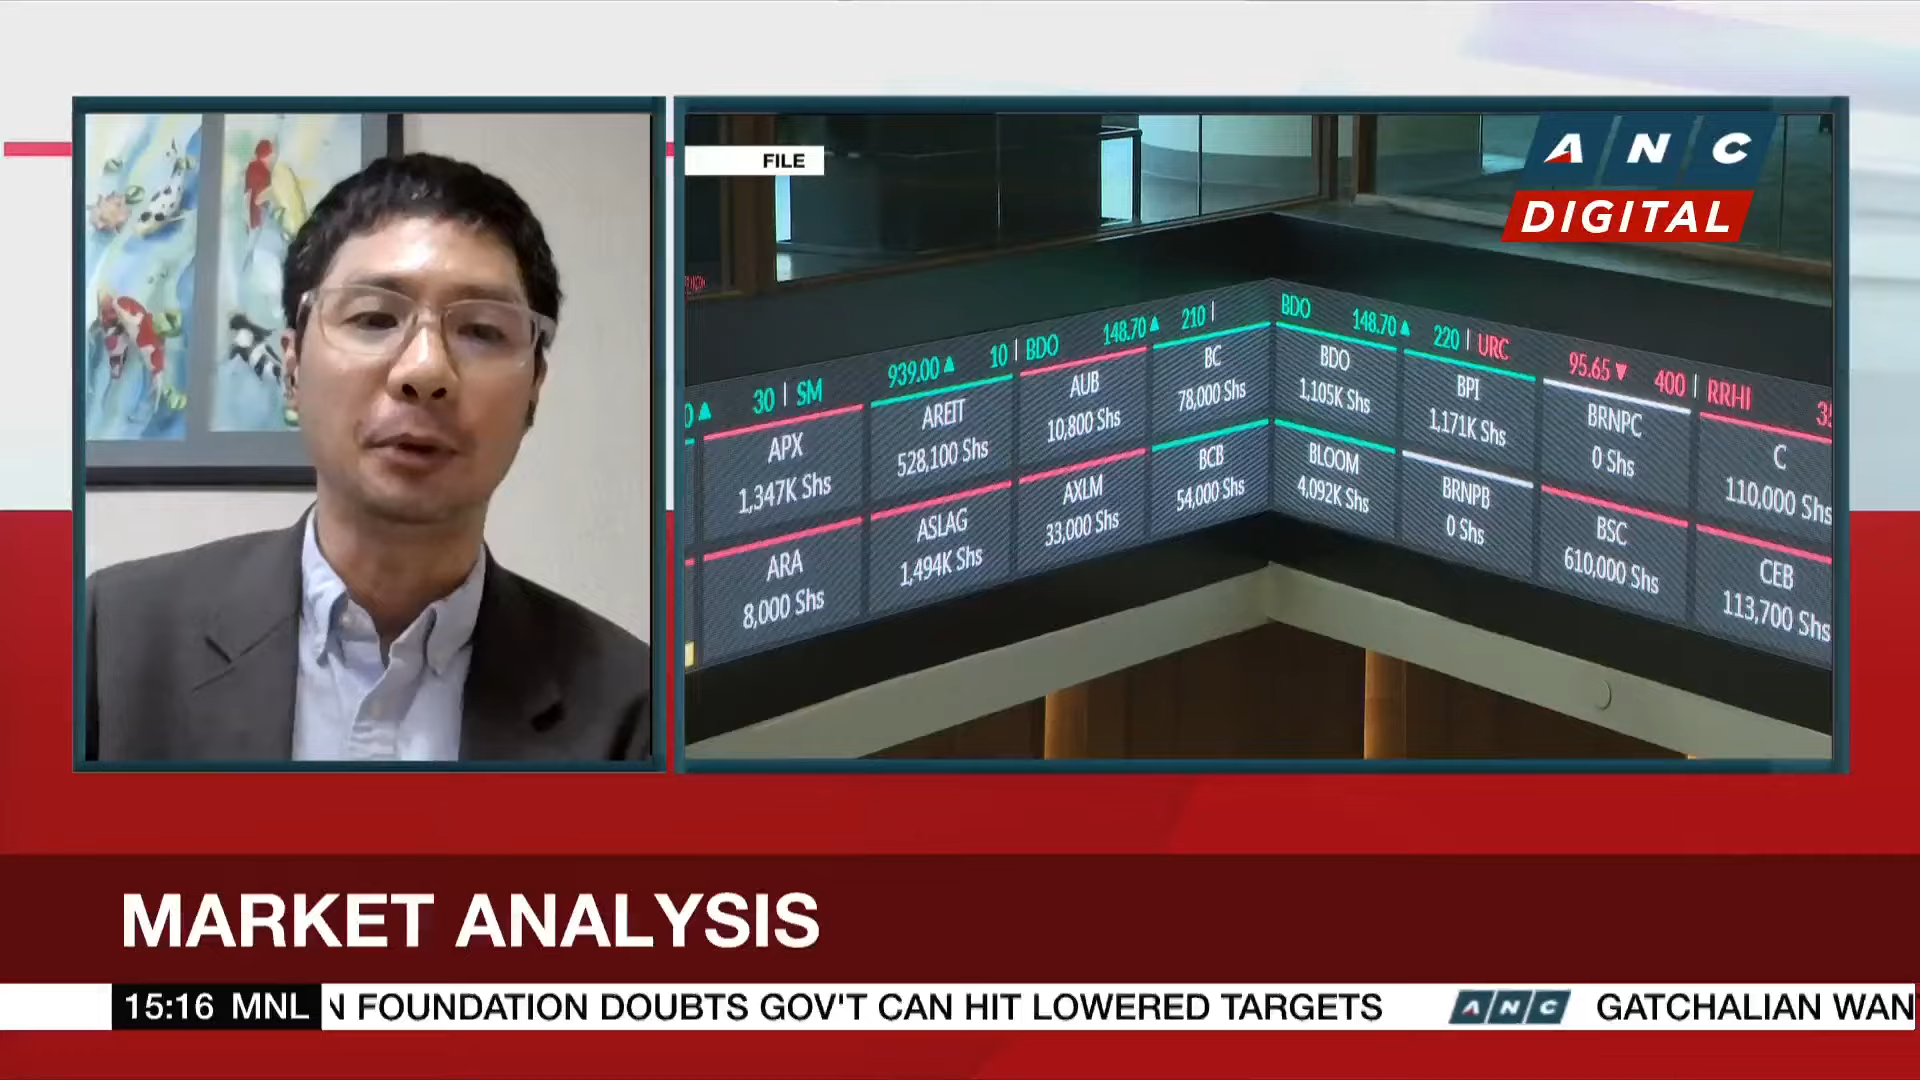 FILE
ANC
DIGITAL
30 | SM 939.00 ▲ 10 | BDO 148.70 ▲ 210 |
BDO 148.70 ▲ 220 | URC 95.65 ▼ 400 | RRHI
APX
1,347K Shs
AREIT
528,100 Shs
AUB
10,800 Shs
BC
78,000 Shs
BDO
1,105K Shs
BPI
1,171K Shs
BRNPC
0 Shs
C
110,000 Shs
ARA
8,000 Shs
ASLAG
1,494K Shs
AXLM
33,000 Shs
BCB
54,000 Shs
BLOOM
4,092K Shs
BRNPB
0 Shs
BSC
610,000 Shs
CEB
113,700 Shs
MARKET ANALYSIS
15:16 MNL N FOUNDATION DOUBTS GOV'T CAN HIT LOWERED TARGETS ANC GATCHALIAN WAN